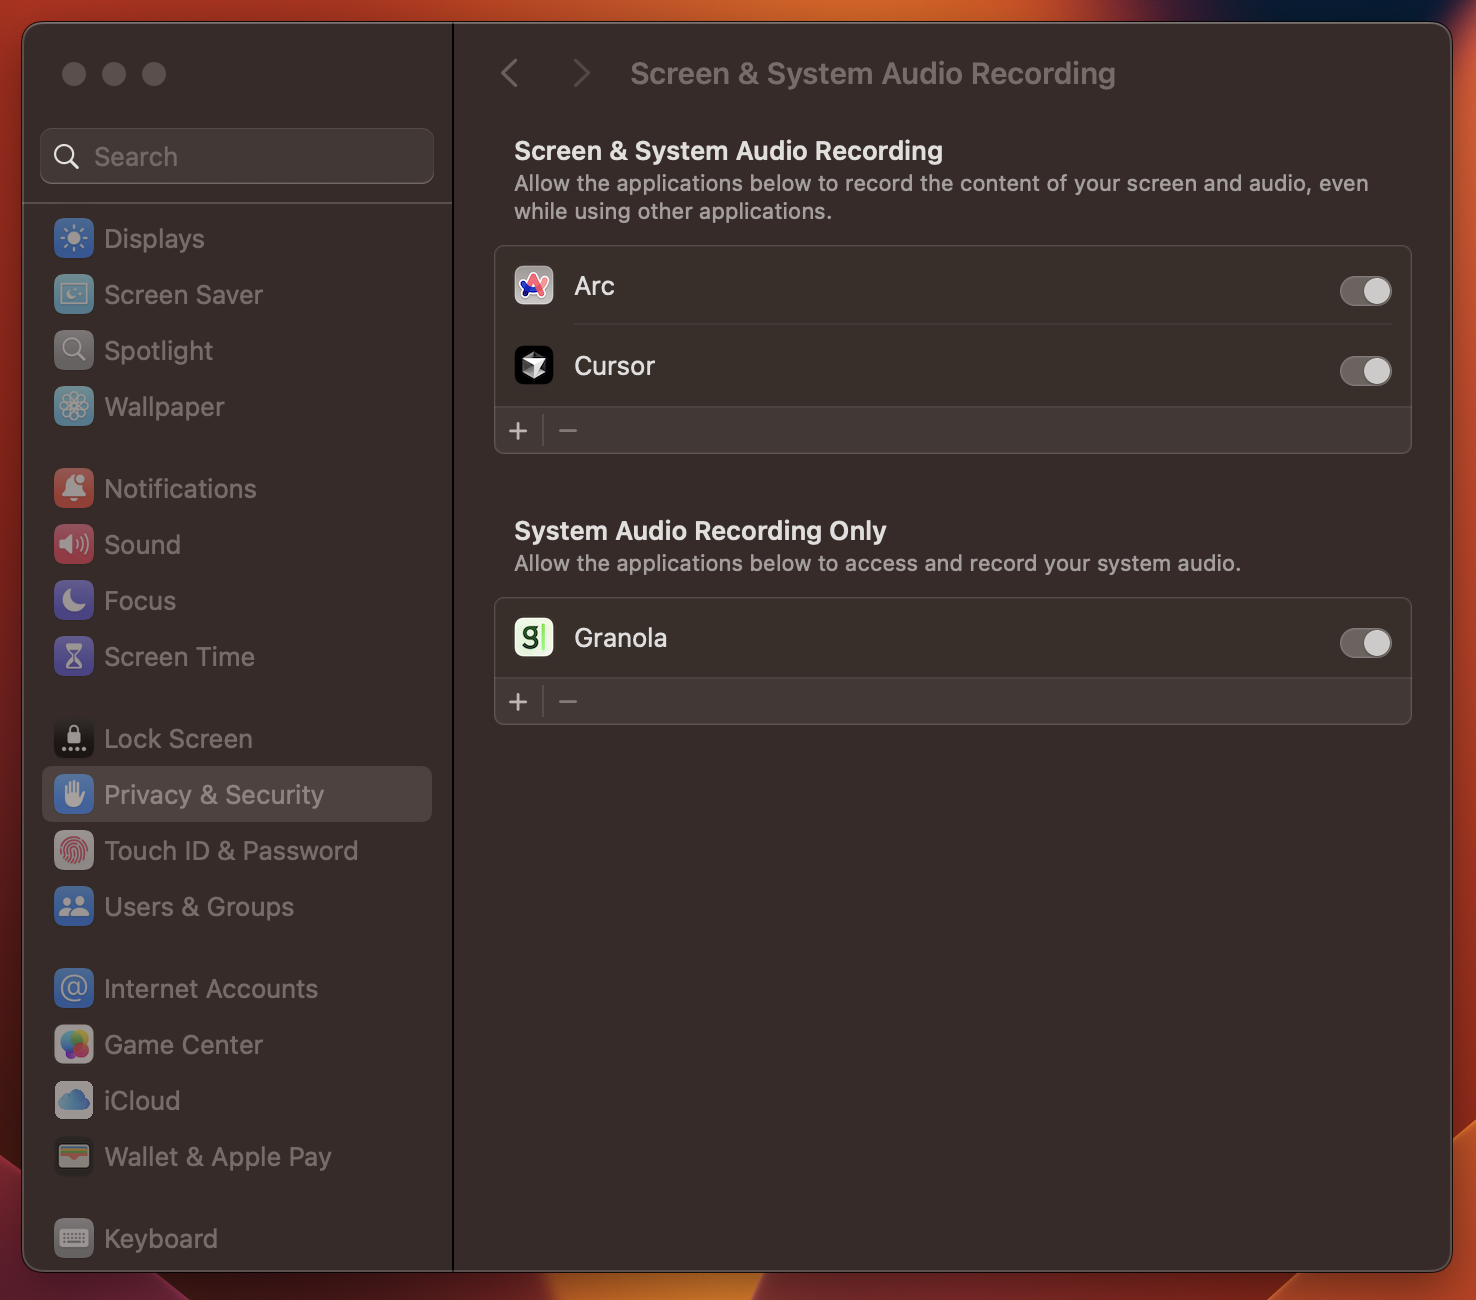 Screen & System Audio Recording
Search
Displays
Screen Saver
Spotlight
Wallpaper
Notifications
Sound
Focus
Screen Time
Lock Screen
Privacy & Security
Touch ID & Password
Users & Groups
Internet Accounts
Game Center
iCloud
Wallet & Apple Pay
Keyboard
Screen & System Audio Recording
Allow the applications below to record the content of your screen and audio, even
while using other applications.
Arc
Cursor
System Audio Recording Only
Allow the applications below to access and record your system audio.
Granola